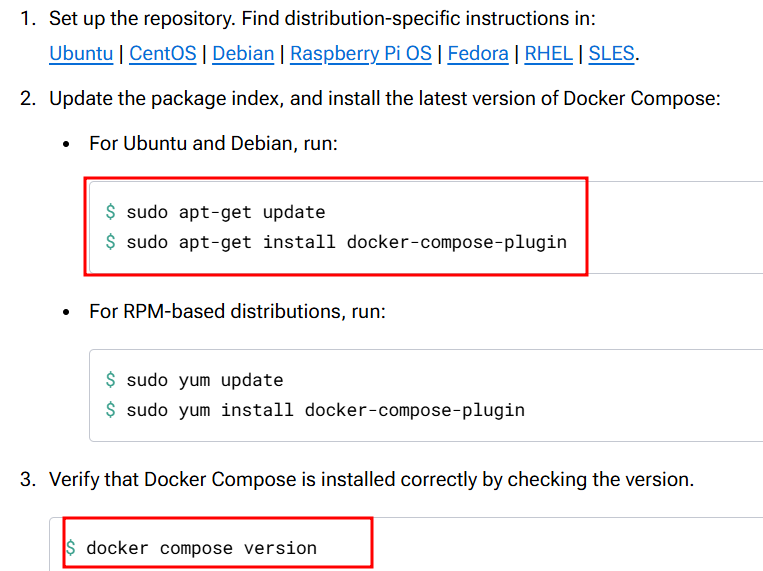 1. Set up the repository. Find distribution-specific instructions in:
Ubuntu | CentOS | Debian | Raspberry Pi OS | Fedora | RHEL | SLES.
2. Update the package index, and install the latest version of Docker Compose:
• For Ubuntu and Debian, run:
$ sudo apt-get update
$ sudo apt-get install docker-compose-plugin
• For RPM-based distributions, run:
$ sudo yum update
$ sudo yum install docker-compose-plugin
3. Verify that Docker Compose is installed correctly by checking the version.
$ docker compose version